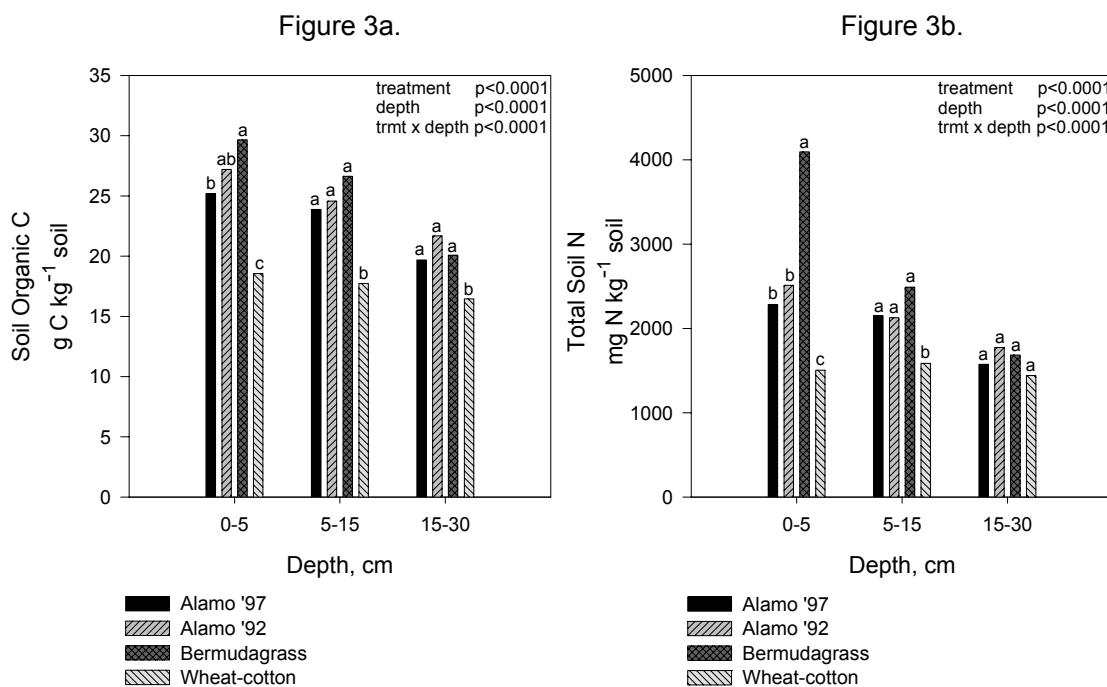 Figure 3a.
35
30
25
20
15
10
5
0
Soil Organic C
g C kg⁻¹ soil
treatment p<0.0001
depth p<0.0001
trmt x depth p<0.0001
b ab a c
a a a b
a a a b
0-5 5-15 15-30
Depth, cm
Alamo '97
Alamo '92
Bermudagrass
Wheat-cotton
Figure 3b.
5000
4000
3000
2000
1000
0
Total Soil N
mg N kg⁻¹ soil
treatment p<0.0001
depth p<0.0001
trmt x depth p<0.0001
b b a c
a a a b
a a a a
0-5 5-15 15-30
Depth, cm
Alamo '97
Alamo '92
Bermudagrass
Wheat-cotton